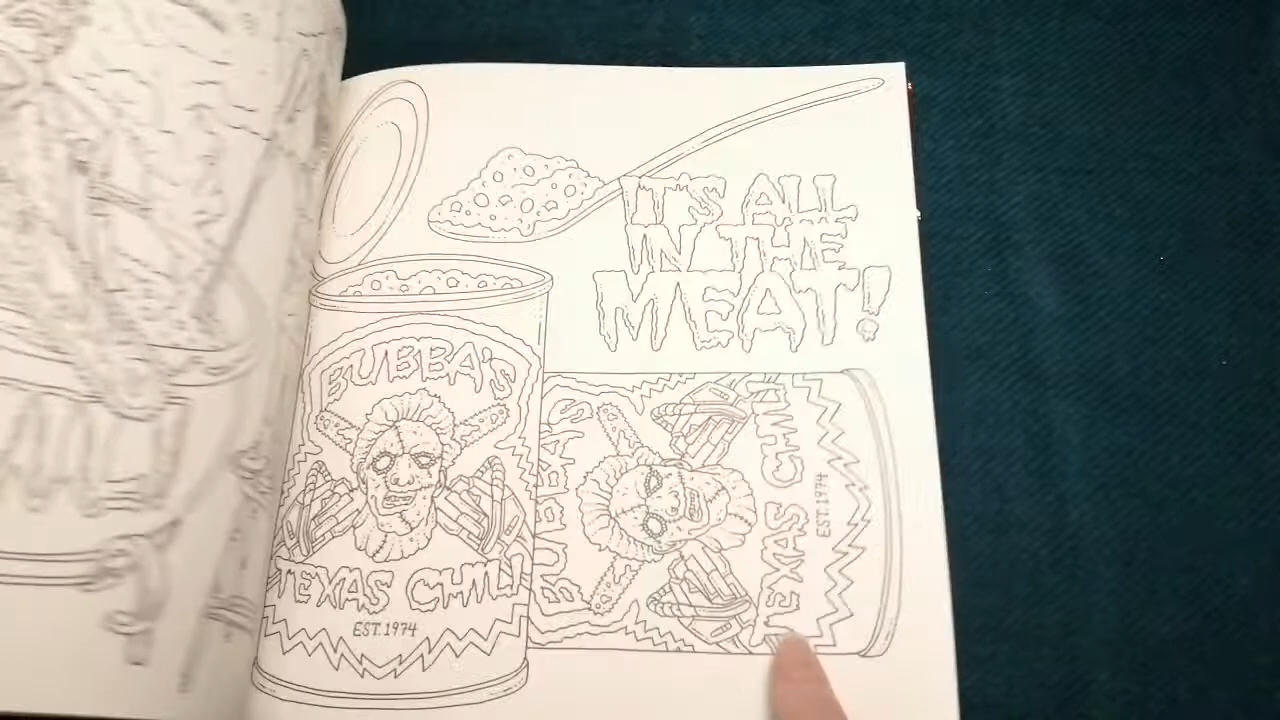 IT'S ALL
IN THE
MEAT!
BUBBA'S
TEXAS CHILI
EST. 1974
BUBBA'S
TEXAS CHILI
EST. 1974